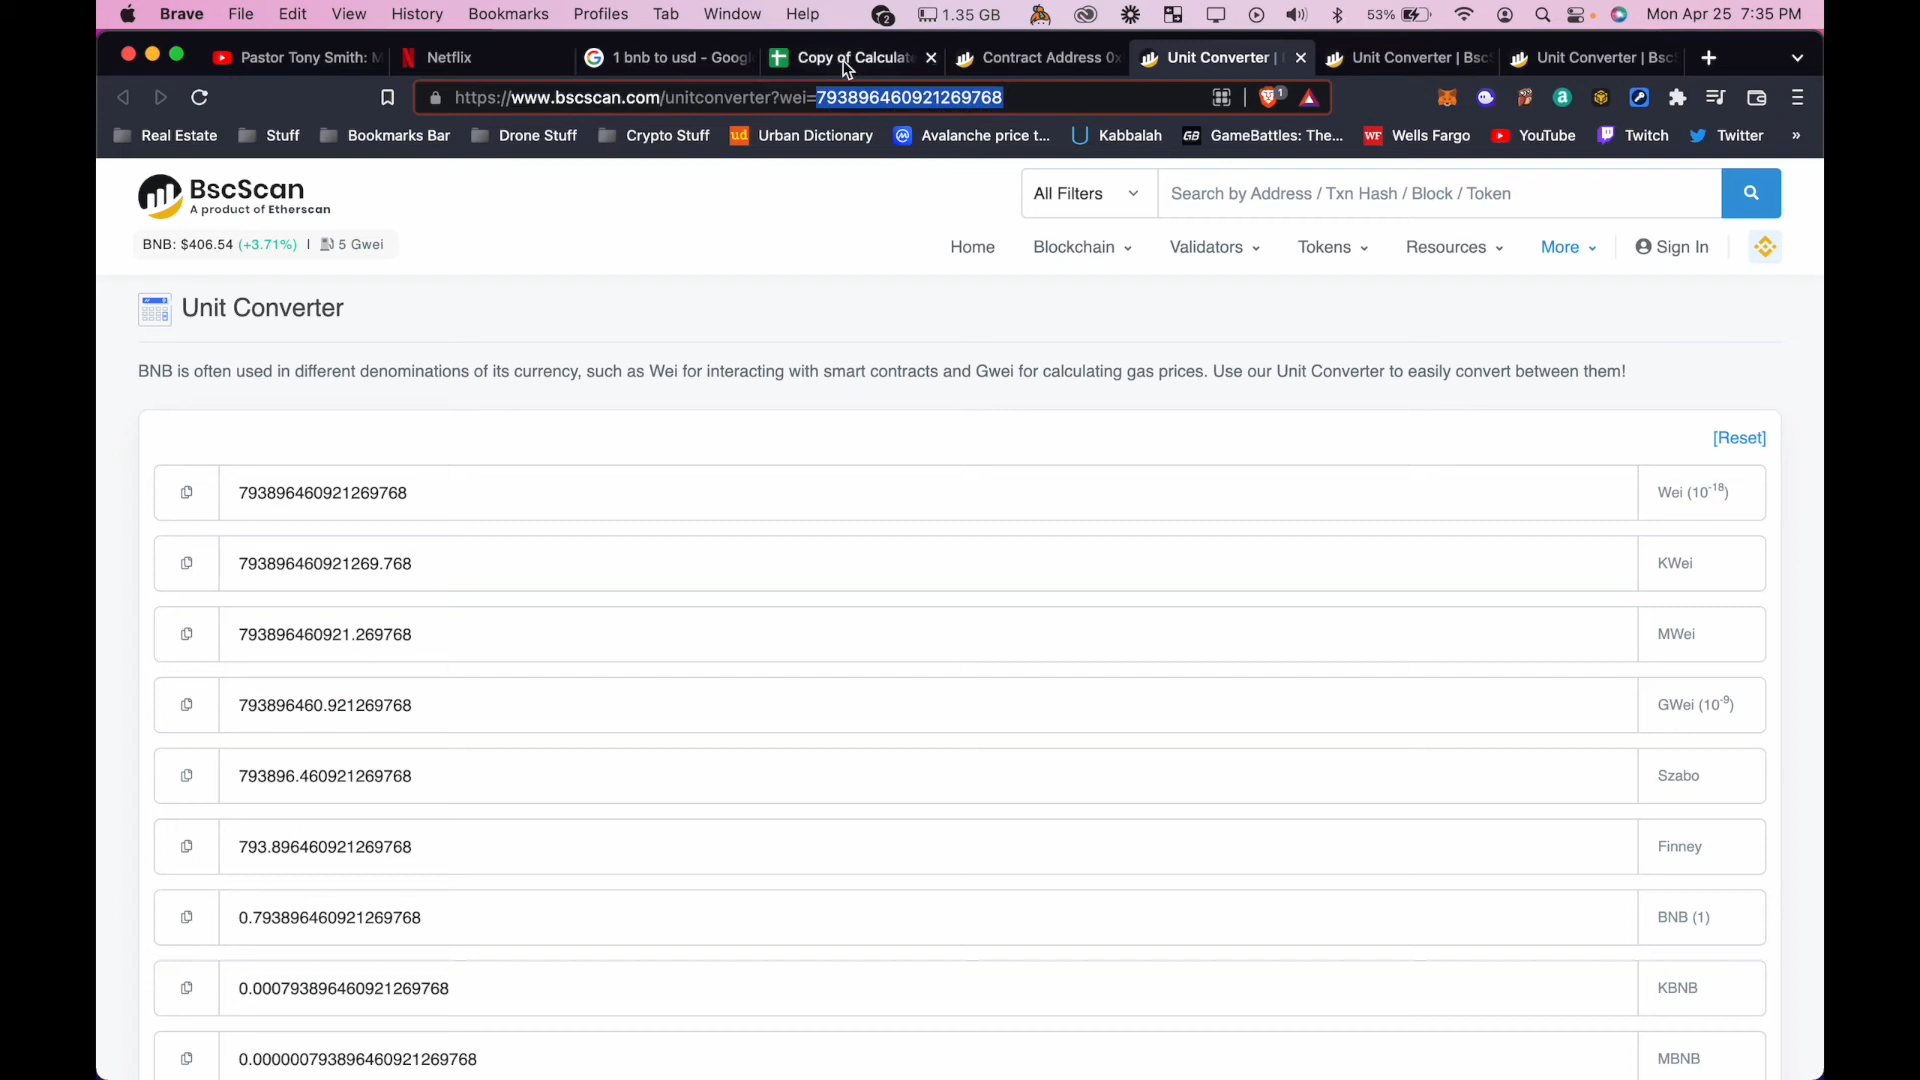 Brave File Edit View History Bookmarks Profiles Tab Window Help 2 1.35 GB 53% Mon Apr 25 7:35 PM
Pastor Tony Smith: M Netflix 1 bnb to usd - Googl Copy of Calculate Contract Address 0x Unit Converter | Unit Converter | Bsc Unit Converter | Bsc
https://www.bscscan.com/unitconverter?wei=793896460921269768 1
Real Estate Stuff Bookmarks Bar Drone Stuff Crypto Stuff ud Urban Dictionary Avalanche price t... Kabbalah GB GameBattles: The... WF Wells Fargo YouTube Twitch Twitter »
BscScan
A product of Etherscan
All Filters Search by Address / Txn Hash / Block / Token
BNB: $406.54 (+3.71%) | 5 Gwei
Home Blockchain Validators Tokens Resources More Sign In
Unit Converter
BNB is often used in different denominations of its currency, such as Wei for interacting with smart contracts and Gwei for calculating gas prices. Use our Unit Converter to easily convert between them!
[Reset]
793896460921269768 Wei (10-18)
793896460921269.768 KWei
793896460921.269768 MWei
793896460.921269768 GWei (10-9)
793896.460921269768 Szabo
793.896460921269768 Finney
0.793896460921269768 BNB (1)
0.000793896460921269768 KBNB
0.000000793896460921269768 MBNB